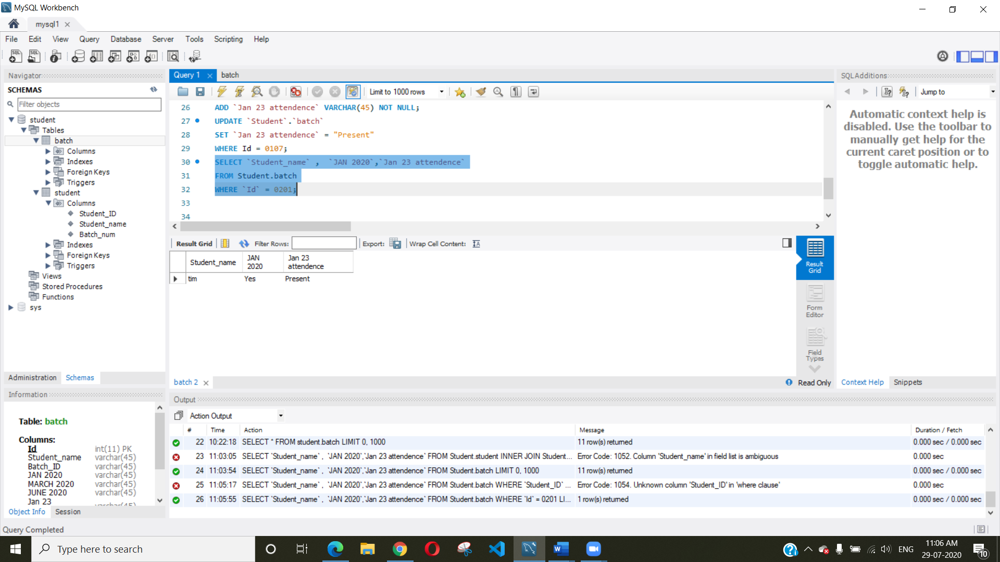 MySQL Workbench
mysql1
File Edit View Query Database Server Tools Scripting Help
Navigator
SCHEMAS
Filter objects
student
Tables
batch
Columns
Indexes
Foreign Keys
Triggers
student
Columns
Student_ID
Student_name
Batch_num
Indexes
Foreign Keys
Triggers
Views
Stored Procedures
Functions
sys
Administration Schemas
Information
Table: batch
Columns:
Id int(11) PK
Student_name varchar(45)
Batch_ID varchar(45)
JAN 2020 varchar(45)
MARCH 2020 varchar(45)
JUNE 2020 varchar(45)
Jan 23 varchar(45)
Object Info Session
Query Completed
Query 1 batch
Limit to 1000 rows
26 ADD `Jan 23 attendence` VARCHAR(45) NOT NULL;
27 UPDATE `Student`.`batch`
28 SET `Jan 23 attendence` = "Present"
29 WHERE Id = 0107;
30 SELECT `Student_name` , `JAN 2020`,`Jan 23 attendence`
31 FROM Student.batch
32 WHERE `Id` = 0201;
33
34
Result Grid Filter Rows: Export: Wrap Cell Content:
Student_name JAN 2020 Jan 23 attendence
tim Yes Present
Result Grid
Form Editor
Field Types
batch 2 Read Only
SQLAdditions
Jump to
Automatic context help is
disabled. Use the toolbar to
manually get help for the
current caret position or to
toggle automatic help.
Context Help Snippets
Output
Action Output
# Time Action Message Duration / Fetch
22 10:22:18 SELECT * FROM student.batch LIMIT 0, 1000 11 row(s) returned 0.000 sec / 0.000 sec
23 11:03:05 SELECT `Student_name` , `JAN 2020`,`Jan 23 attendence` FROM Student.student INNER JOIN Student... Error Code: 1052. Column 'Student_name' in field list is ambiguous 0.000 sec
24 11:03:54 SELECT `Student_name` , `JAN 2020`,`Jan 23 attendence` FROM Student.batch LIMIT 0, 1000 11 row(s) returned 0.000 sec / 0.000 sec
25 11:05:17 SELECT `Student_name` , `JAN 2020`,`Jan 23 attendence` FROM Student.batch WHERE `Student_ID` ... Error Code: 1054. Unknown column 'Student_ID' in 'where clause' 0.000 sec
26 11:05:55 SELECT `Student_name` , `JAN 2020`,`Jan 23 attendence` FROM Student.batch WHERE `Id` = 0201 LI... 1 row(s) returned 0.000 sec / 0.000 sec
Type here to search
ENG
11:06 AM
29-07-2020
10